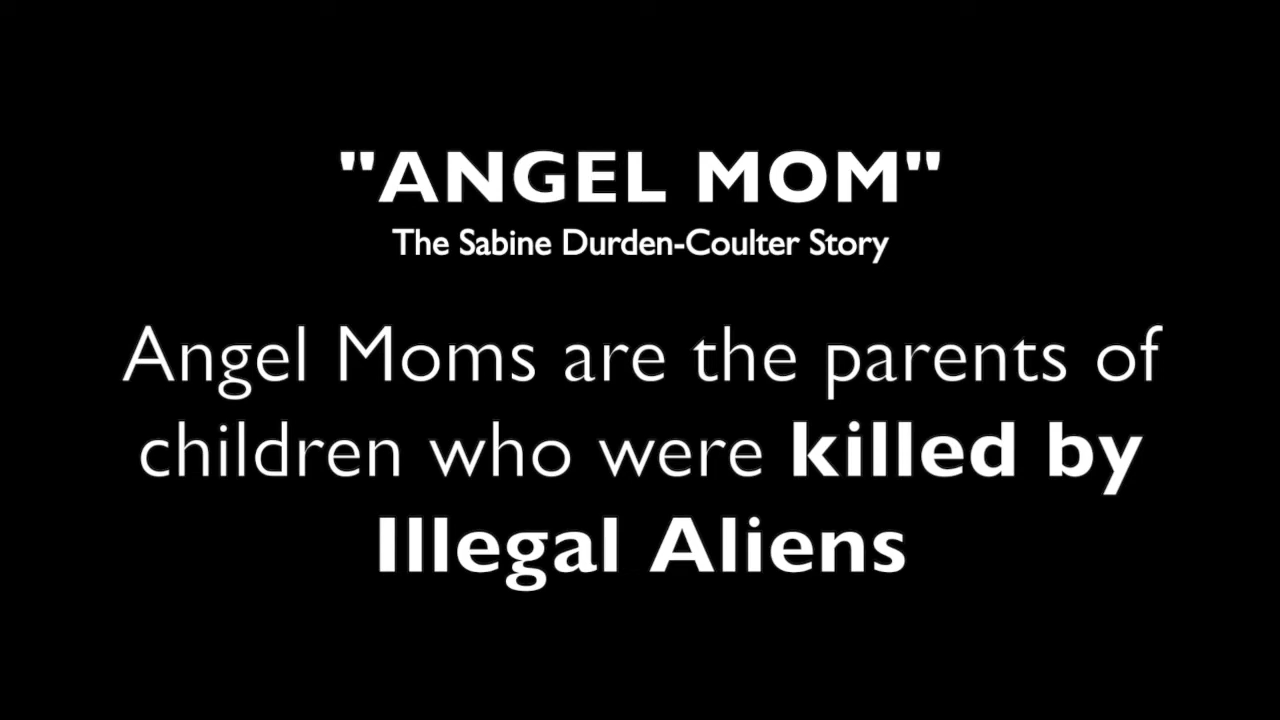 "ANGEL MOM"
The Sabine Durden-Coulter Story
Angel Moms are the parents of
children who were killed by
Illegal Aliens